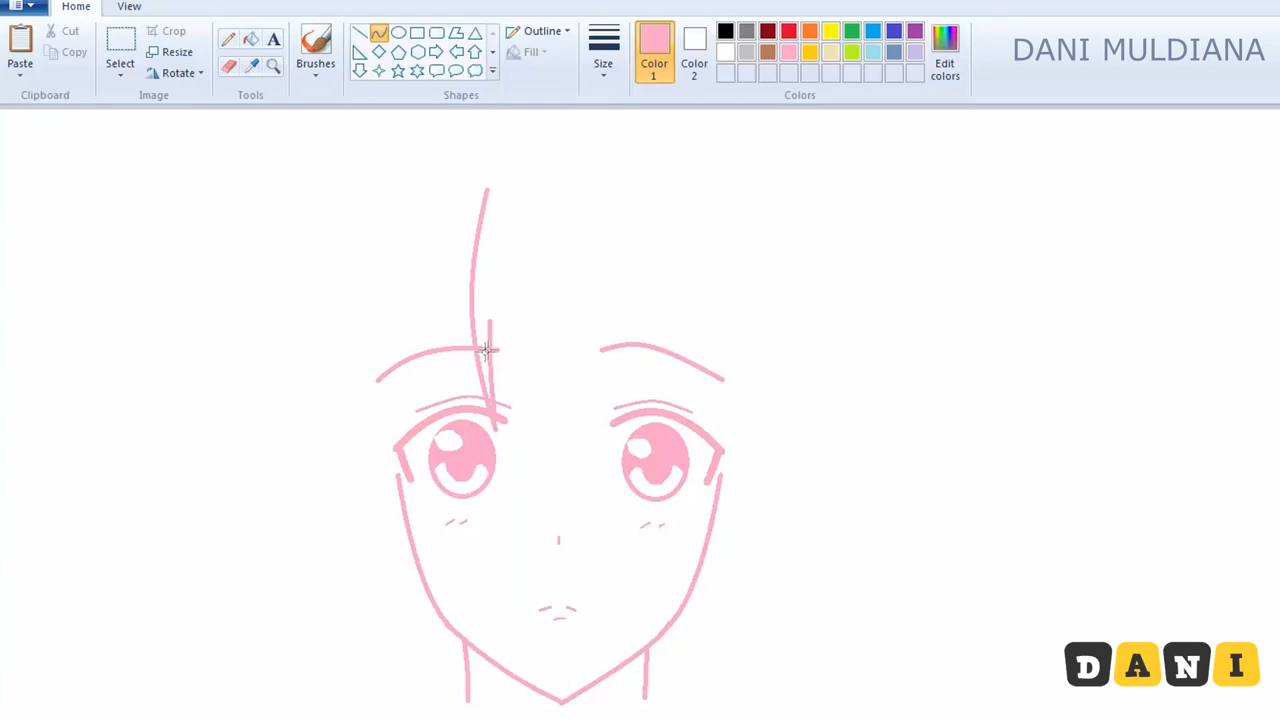 Home View
Paste
Cut
Copy
Clipboard
Select
Crop
Resize
Rotate
Image
A
Tools
Brushes
Outline
Fill
Shapes
Size
Color 1
Color 2
Edit colors
Colors
DANI MULDIANA
DANI